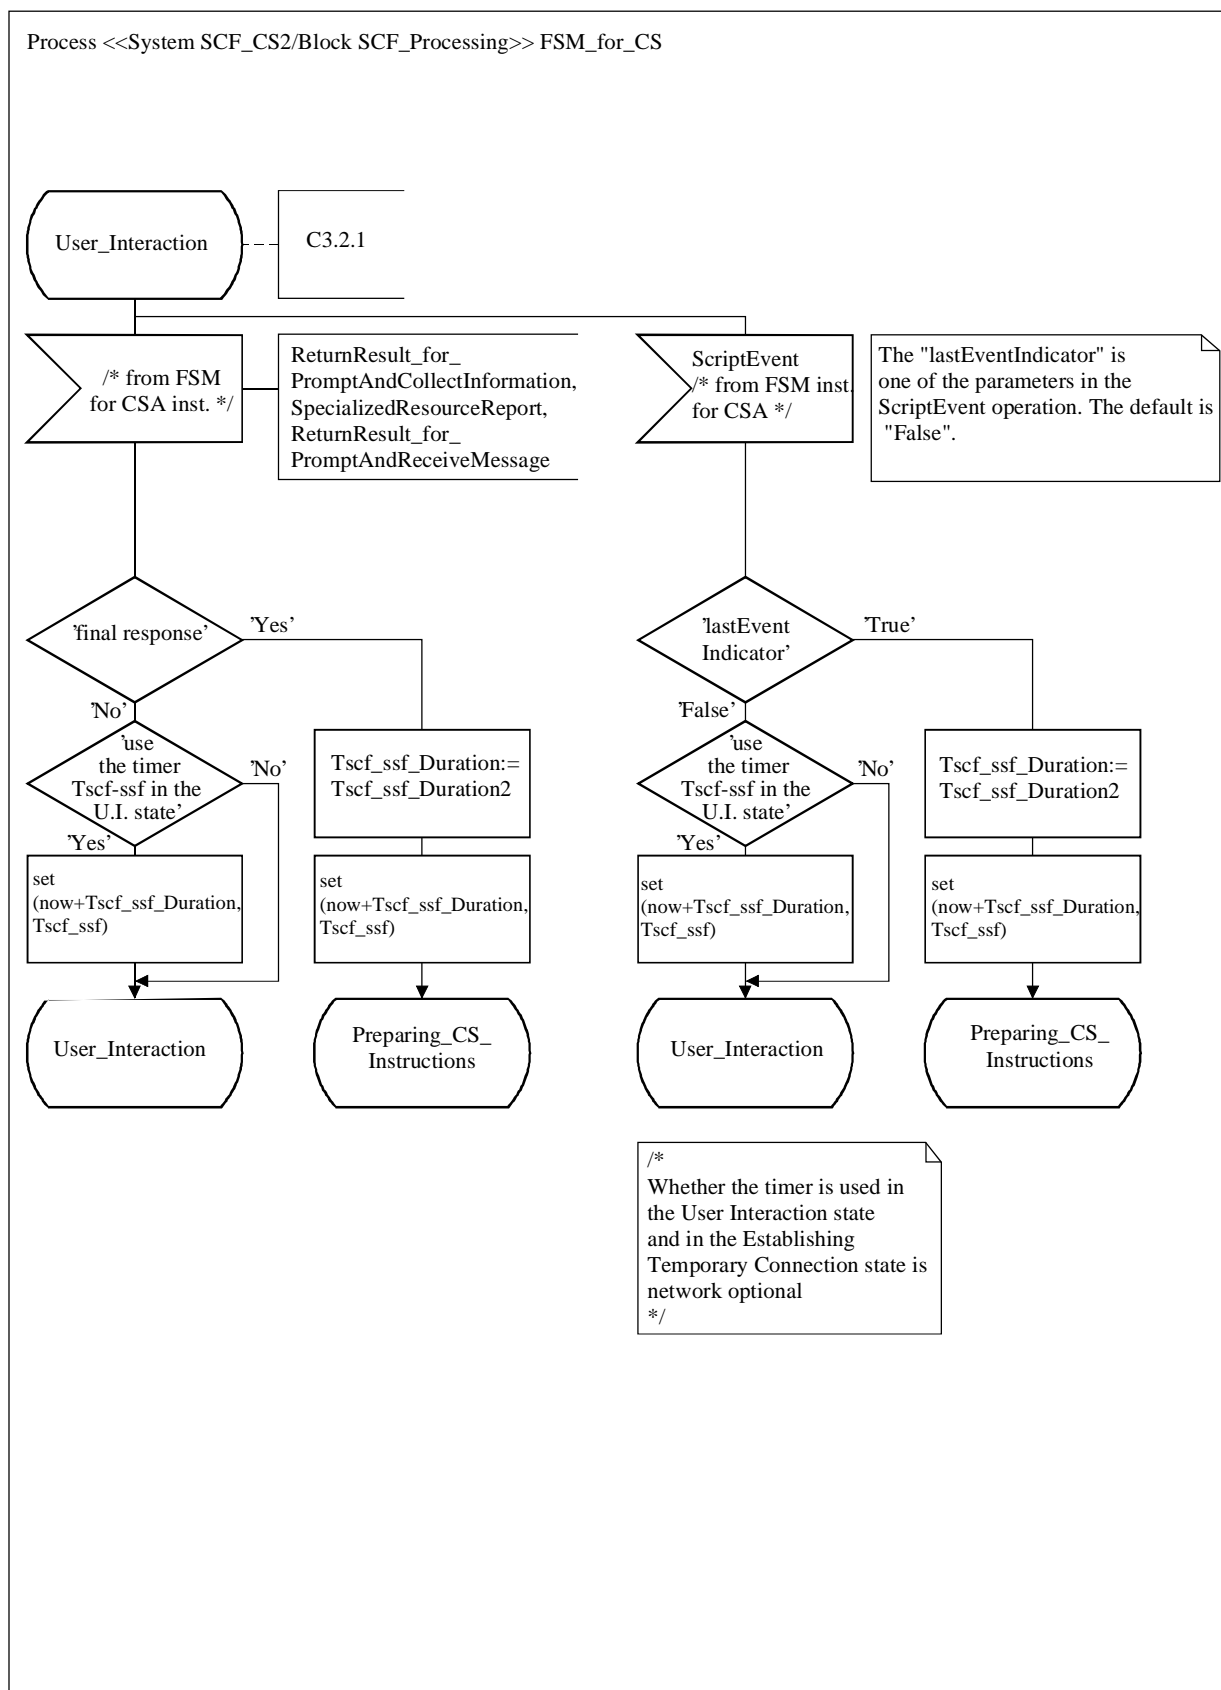 Process <<System SCF_CS2/Block SCF_Processing>> FSM_for_CS
User_Interaction
C3.2.1
/* from FSM
for CSA inst. */
ReturnResult_for_
PromptAndCollectInformation,
SpecializedResourceReport,
ReturnResult_for_
PromptAndReceiveMessage
ScriptEvent
/* from FSM inst.
for CSA */
The "lastEventIndicator" is
one of the parameters in the
ScriptEvent operation. The default is
"False".
'final response'
'Yes'
'No'
'use
the timer
Tscf-ssf in the
U.I. state'
'No'
'Yes'
Tscf_ssf_Duration:=
Tscf_ssf_Duration2
set
(now+Tscf_ssf_Duration,
Tscf_ssf)
set
(now+Tscf_ssf_Duration,
Tscf_ssf)
User_Interaction
Preparing_CS_
Instructions
'lastEvent
Indicator'
'True'
'False'
'use
the timer
Tscf-ssf in the
U.I. state'
'No'
'Yes'
Tscf_ssf_Duration:=
Tscf_ssf_Duration2
set
(now+Tscf_ssf_Duration,
Tscf_ssf)
set
(now+Tscf_ssf_Duration,
Tscf_ssf)
User_Interaction
Preparing_CS_
Instructions
/*
Whether the timer is used in
the User Interaction state
and in the Establishing
Temporary Connection state is
network optional
*/